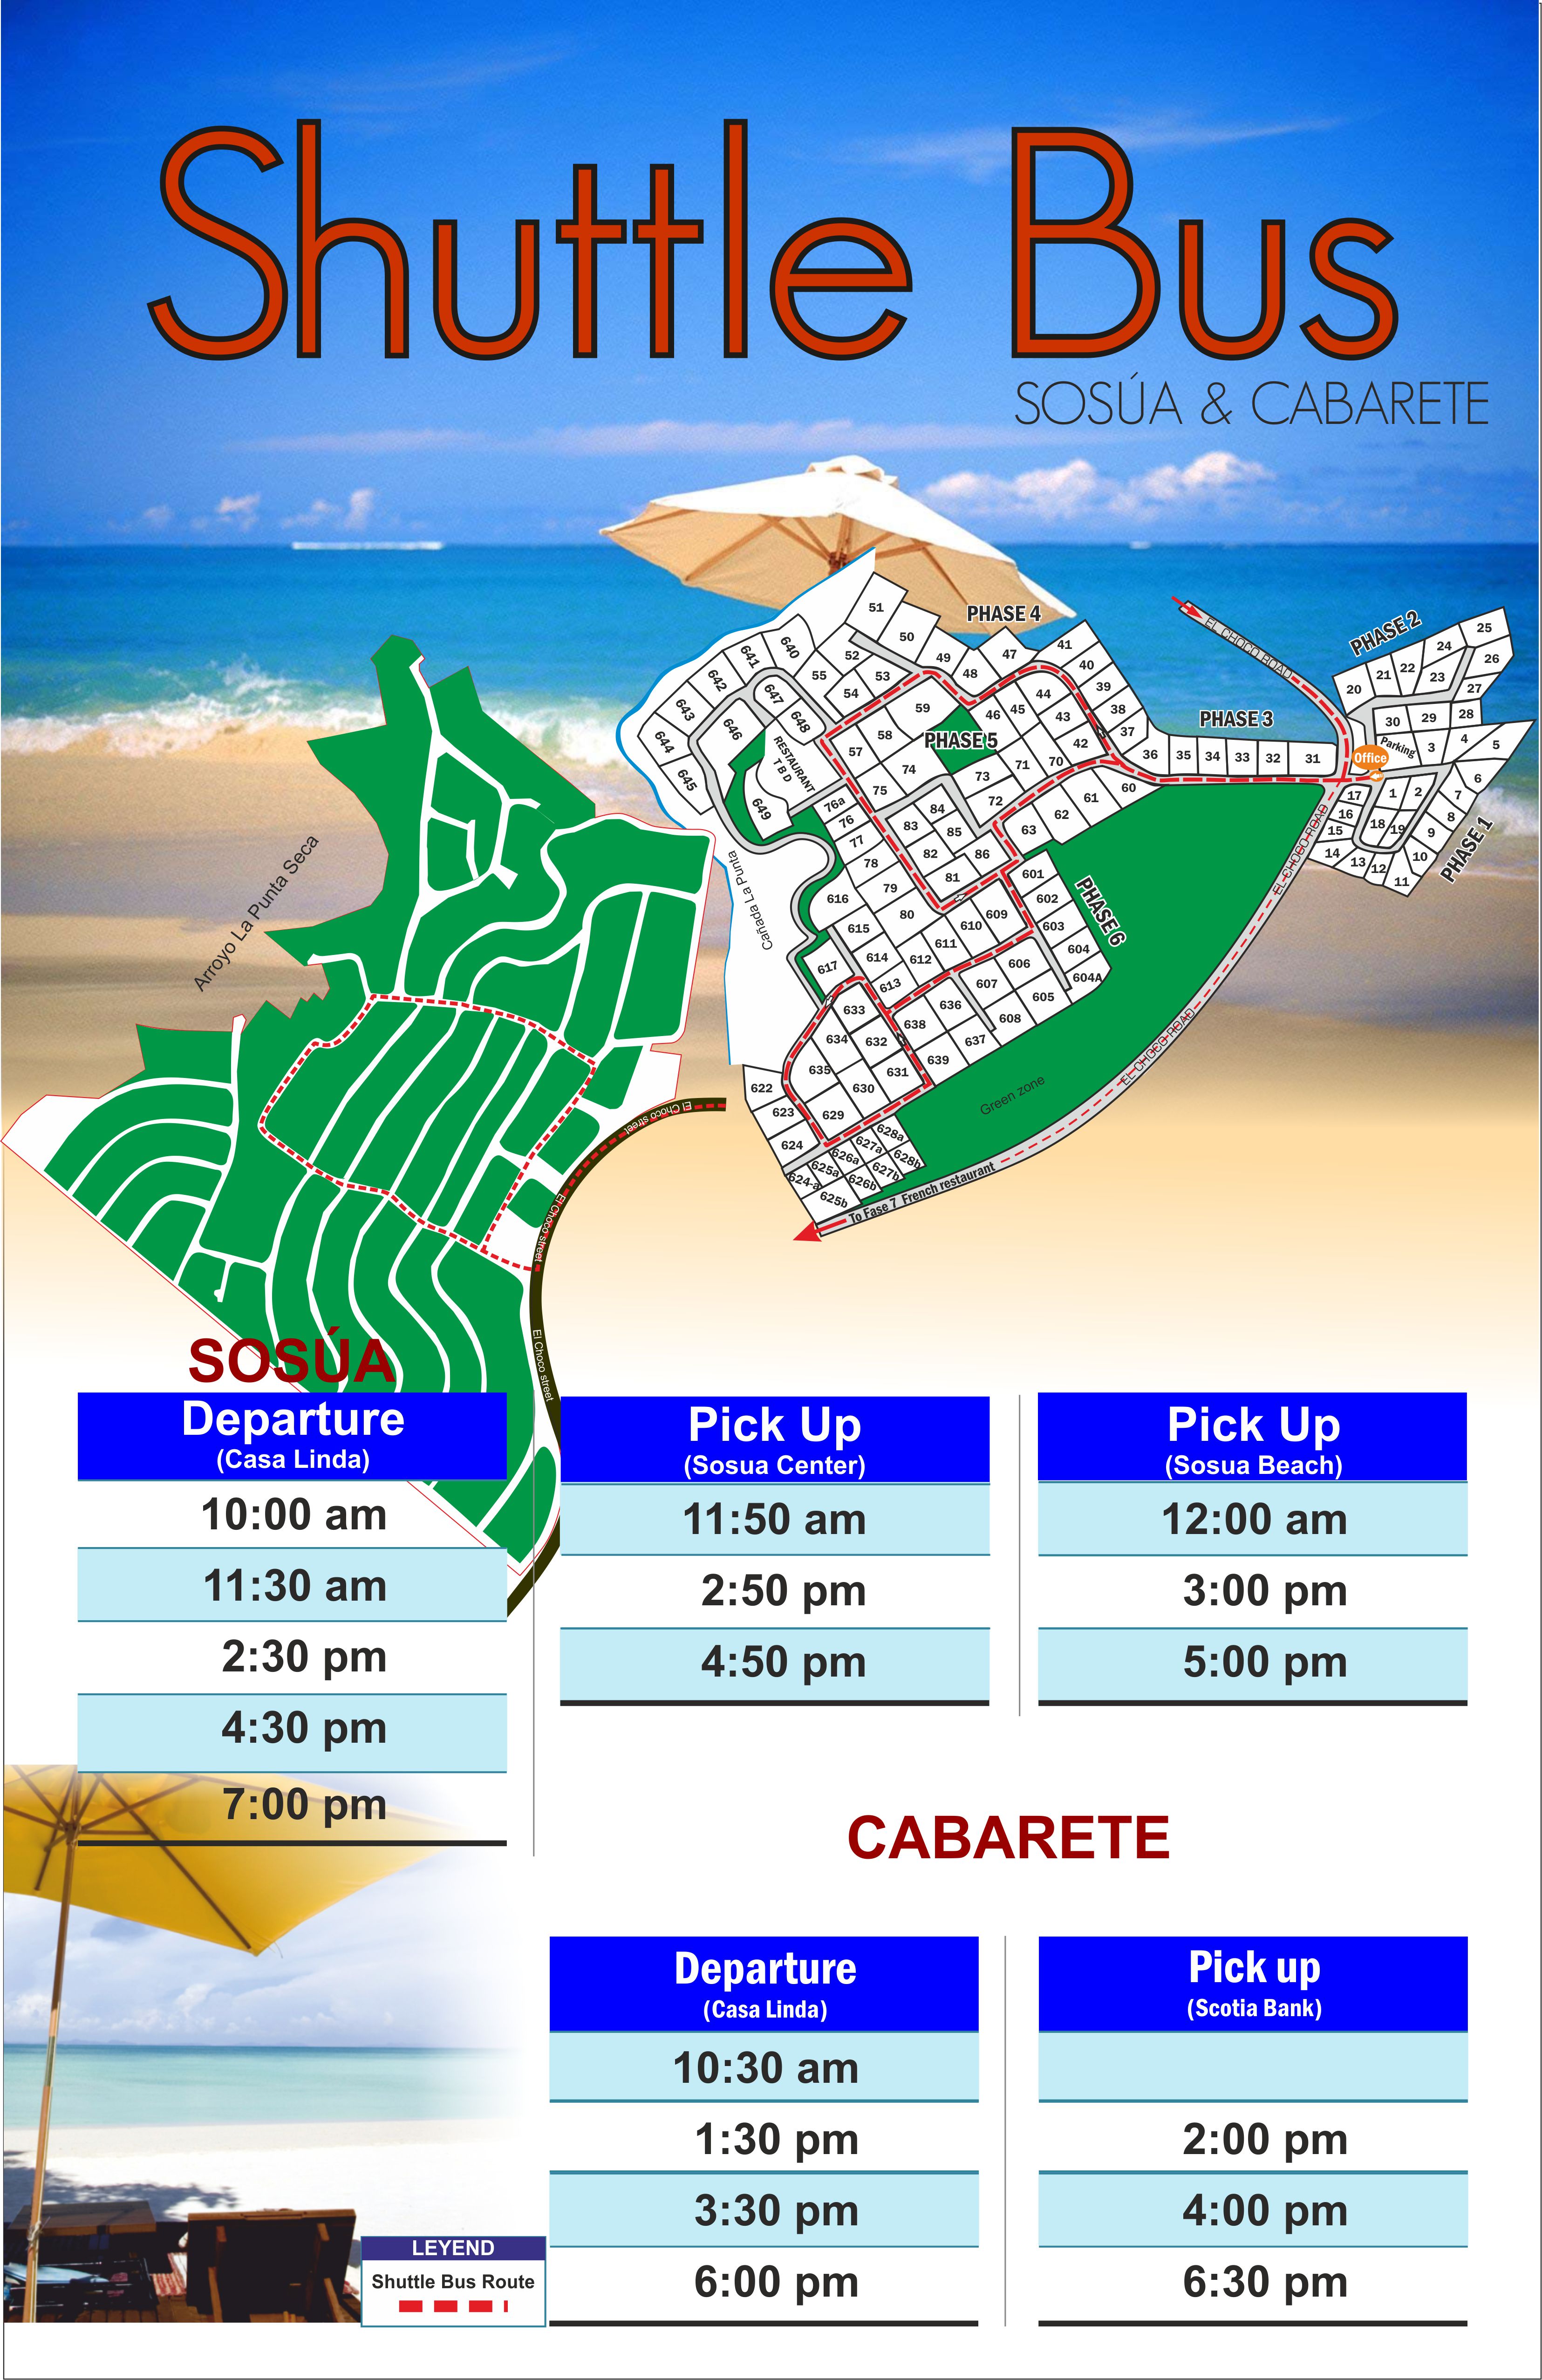 Shuttle Bus
SOSÚA & CABARETE
PHASE 4
51
50
49
48
47
41
40
39
38
37
36
35
34
33
32
31
PHASE 3
EL CHOCO ROAD
PHASE 2
20
21
22
23
24
25
26
27
28
29
30
Office
Parking
1
2
3
4
5
6
7
8
9
10
11
12
13
14
15
16
17
18
19
PHASE 1
EL CHOCO ROAD
640
641
642
643
644
645
646
647
648
649
RESTAURANT
TBD
52
53
54
55
57
58
59
PHASE 5
46
45
44
43
42
60
61
62
63
70
71
72
73
74
75
76a
76
77
78
79
80
81
82
83
84
85
86
PHASE 6
601
602
603
604
604A
605
606
607
608
609
610
611
612
613
614
615
616
617
633
634
635
632
631
630
629
636
637
638
639
622
623
624
624-a
625a
625b
626a
626b
627a
627b
628a
628b
Green zone
EL CHOCO ROAD
To Fase 7 French restaurant
Cañada La Punta
Arroyo La Punta Seca
El Choco street
El Choco street
El Choco street
SOSÚA
Departure
(Casa Linda)
10:00 am
11:30 am
2:30 pm
4:30 pm
7:00 pm
Pick Up
(Sosua Center)
11:50 am
2:50 pm
4:50 pm
Pick Up
(Sosua Beach)
12:00 am
3:00 pm
5:00 pm
CABARETE
Departure
(Casa Linda)
10:30 am
1:30 pm
3:30 pm
6:00 pm
Pick up
(Scotia Bank)
2:00 pm
4:00 pm
6:30 pm
LEYEND
Shuttle Bus Route